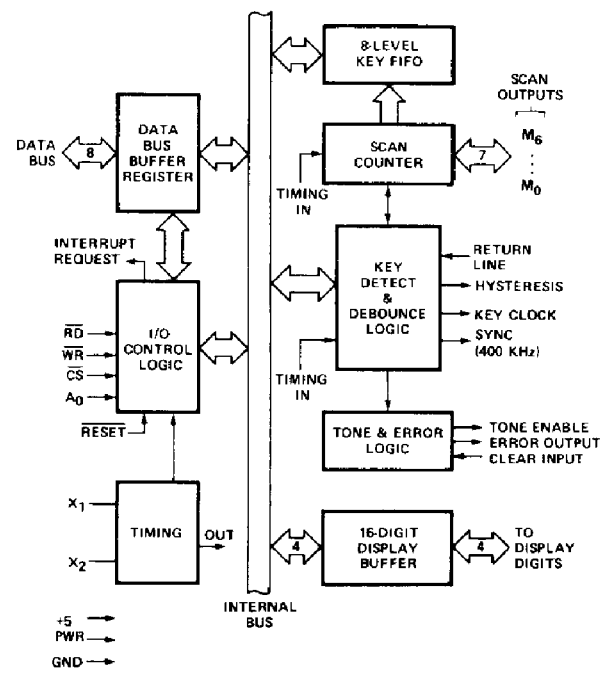 8-LEVEL
KEY FIFO
SCAN
OUTPUTS
DATA
BUS
8
DATA
BUS
BUFFER
REGISTER
SCAN
COUNTER
7
M6
M0
TIMING
IN
INTERRUPT
REQUEST
KEY
DETECT
&
DEBOUNCE
LOGIC
RETURN
LINE
HYSTERESIS
KEY CLOCK
SYNC
(400 KHz)
I/O
CONTROL
LOGIC
RD
WR
CS
A0
RESET
TIMING
IN
TONE & ERROR
LOGIC
TONE ENABLE
ERROR OUTPUT
CLEAR INPUT
X1
X2
TIMING
OUT
4
16-DIGIT
DISPLAY
BUFFER
4
TO
DISPLAY
DIGITS
INTERNAL
BUS
+5
PWR
GND